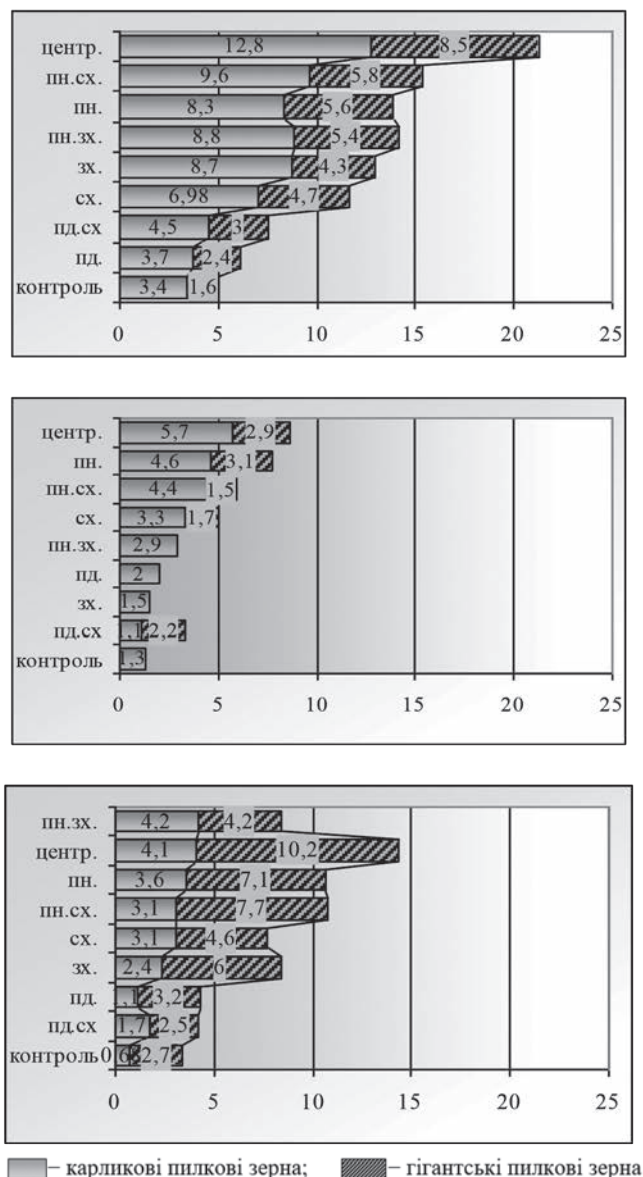 центр. 12,8 8,5
пн.сх. 9,6 5,8
пн. 8,3 5,6
пн.зх. 8,8 5,4
зх. 8,7 4,3
сх. 6,98 4,7
пд.сх 4,5 3
пд. 3,7 2,4
контроль 3,4 1,6
0 5 10 15 20 25
центр. 5,7 2,9
пн. 4,6 3,1
пн.сх. 4,4 1,5
сх. 3,3 1,7
пн.зх. 2,9
пд. 2
зх. 1,5
пд.сх 1,1 2,2
контроль 1,3
0 5 10 15 20 25
пн.зх. 4,2 4,2
центр. 4,1 10,2
пн. 3,6 7,1
пн.сх. 3,1 7,7
сх. 3,1 4,6
зх. 2,4 6
пд. 1,1 3,2
пд.сх 1,7 2,5
контроль 0,68 2,7
0 5 10 15 20 25
– карликові пилкові зерна; – гігантські пилкові зерна